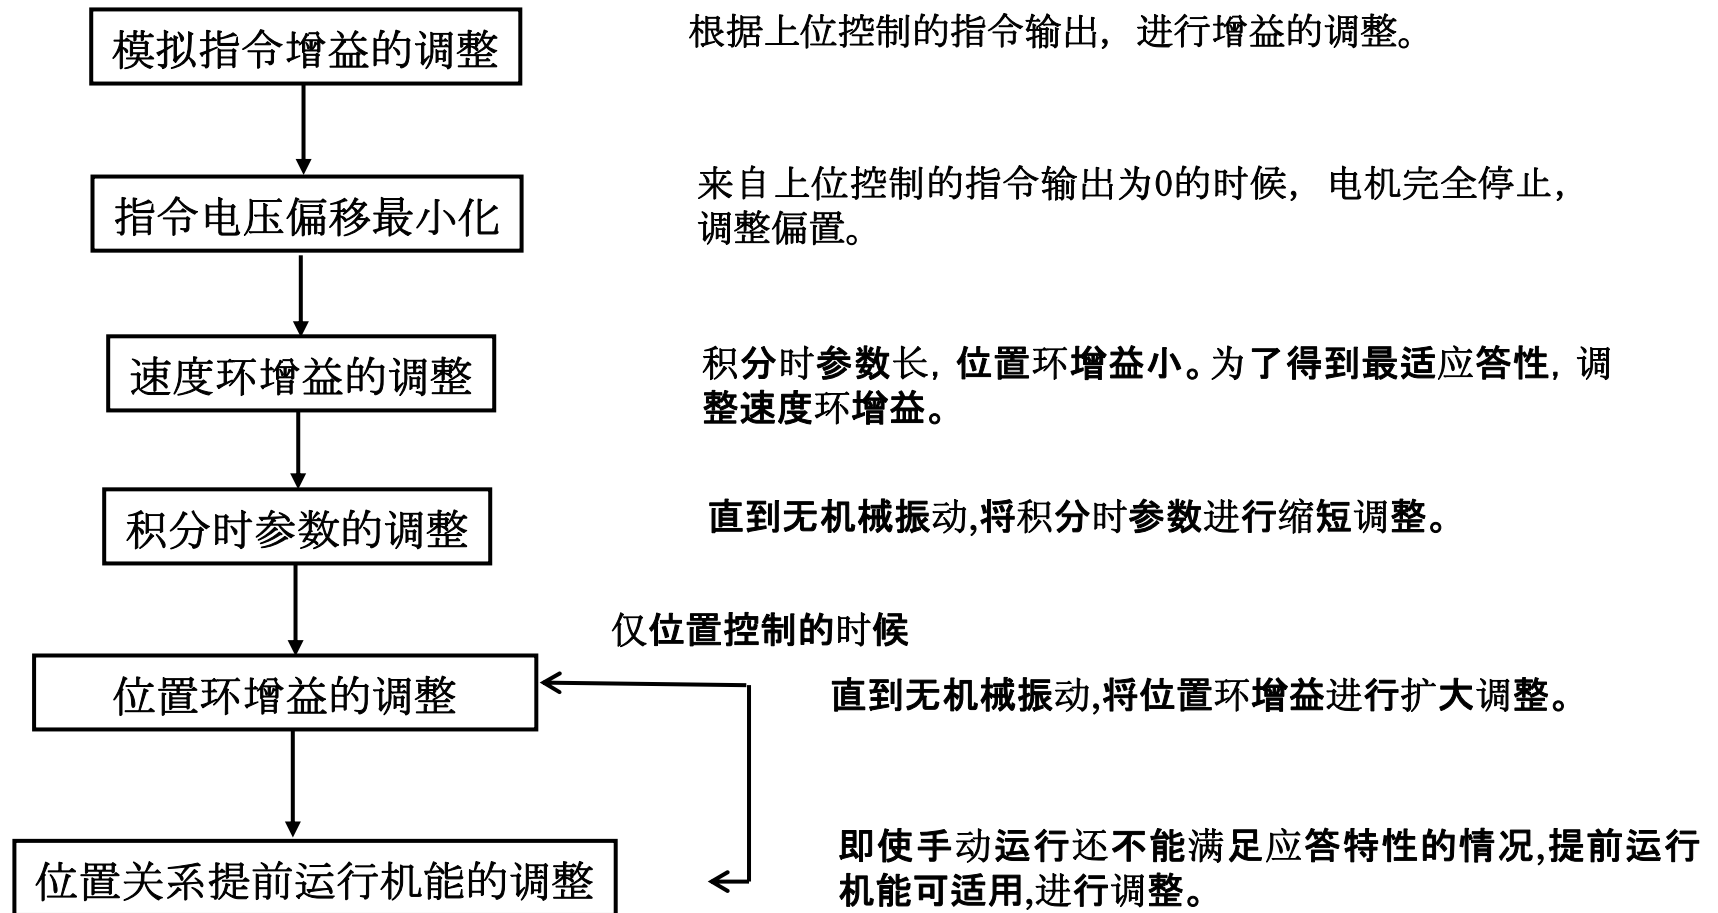 模拟指令增益的调整
根据上位控制的指令输出，进行增益的调整。
指令电压偏移最小化
来自上位控制的指令输出为0的时候，电机完全停止，
调整偏置。
速度环增益的调整
积分时参数长，位置环增益小。为了得到最适应答性，调
整速度环增益。
积分时参数的调整
直到无机械振动,将积分时参数进行缩短调整。
仅位置控制的时候
位置环增益的调整
直到无机械振动,将位置环增益进行扩大调整。
位置关系提前运行机能的调整
即使手动运行还不能满足应答特性的情况,提前运行
机能可适用,进行调整。